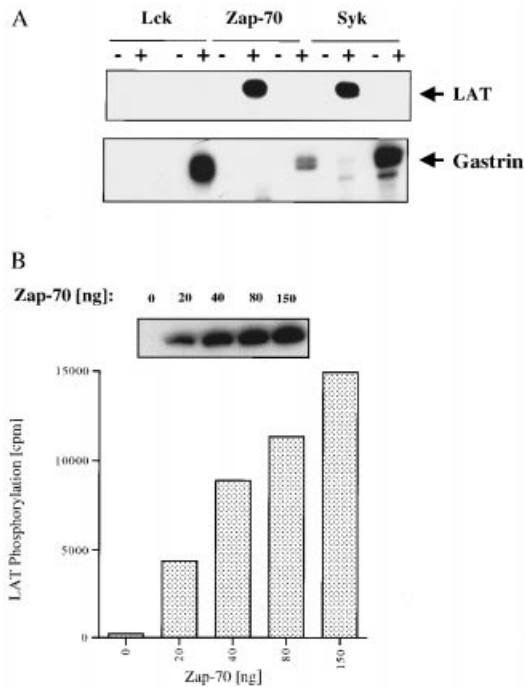 A
Lck Zap-70 Syk
- + - + - + - + - + - +
LAT
Gastrin
B
Zap-70 [ng]: 0 20 40 80 150
15000
10000
5000
0
LAT Phosphorylation [cpm]
0 20 40 80 150
Zap-70 [ng]